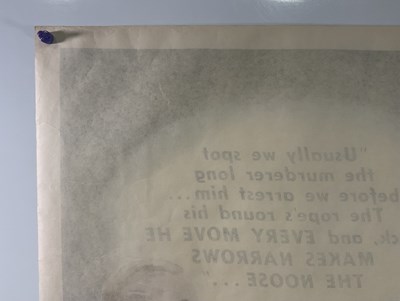 "Usually we spot
the murderer long
before we arrest him...
The rope's round his
ck, and EVERY MOVE HE
MAKES NARROWS
THE NOOSE..."